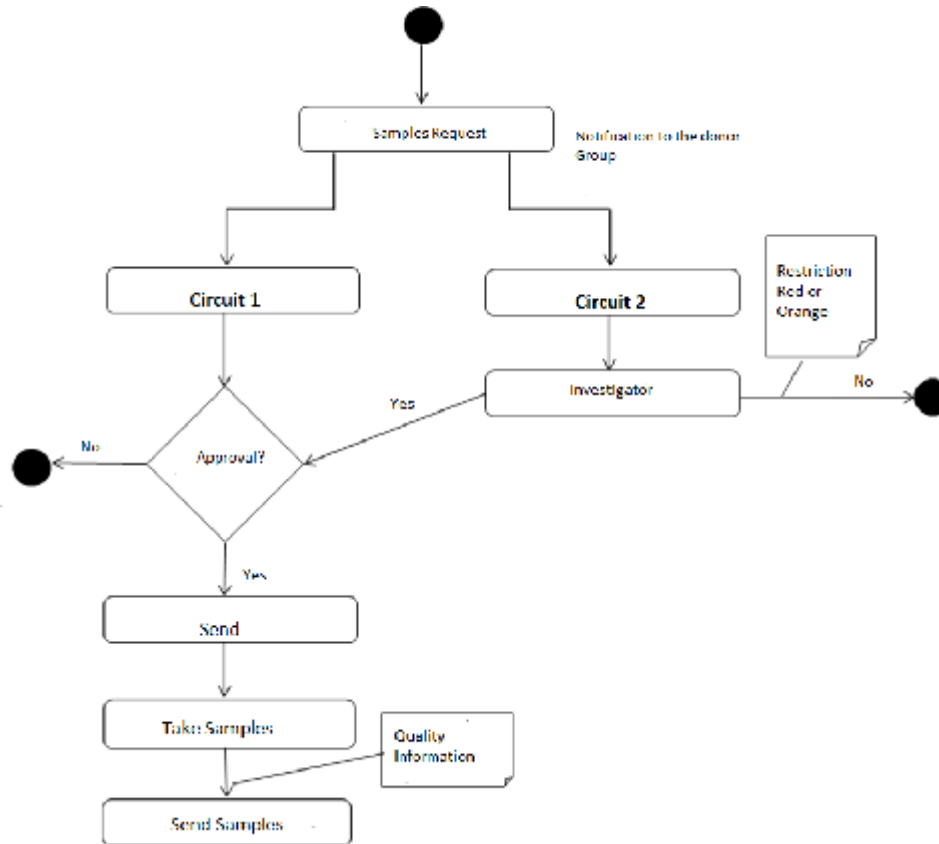 Samples Request
Notification to the donor
Group
Circuit 1
Circuit 2
Restriction
Red or
Orange
Investigator
No
Yes
No
Approval?
Yes
Send
Take Samples
Quality
Information
Send Samples